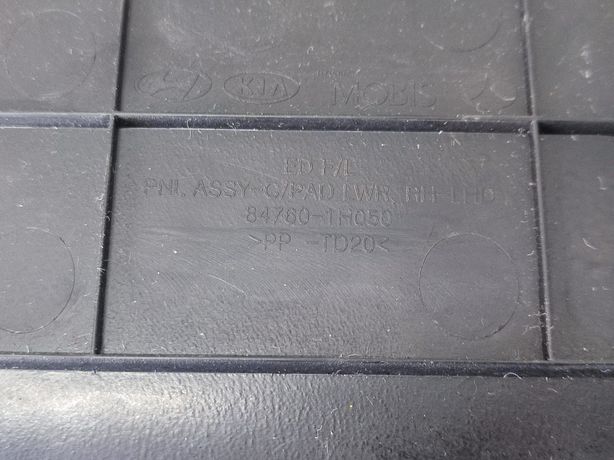 KIA MOBIS
ED F/L
PNL ASSY-C/PAD LWR, RH-LHD
84760-1H050
>PP -TD20<